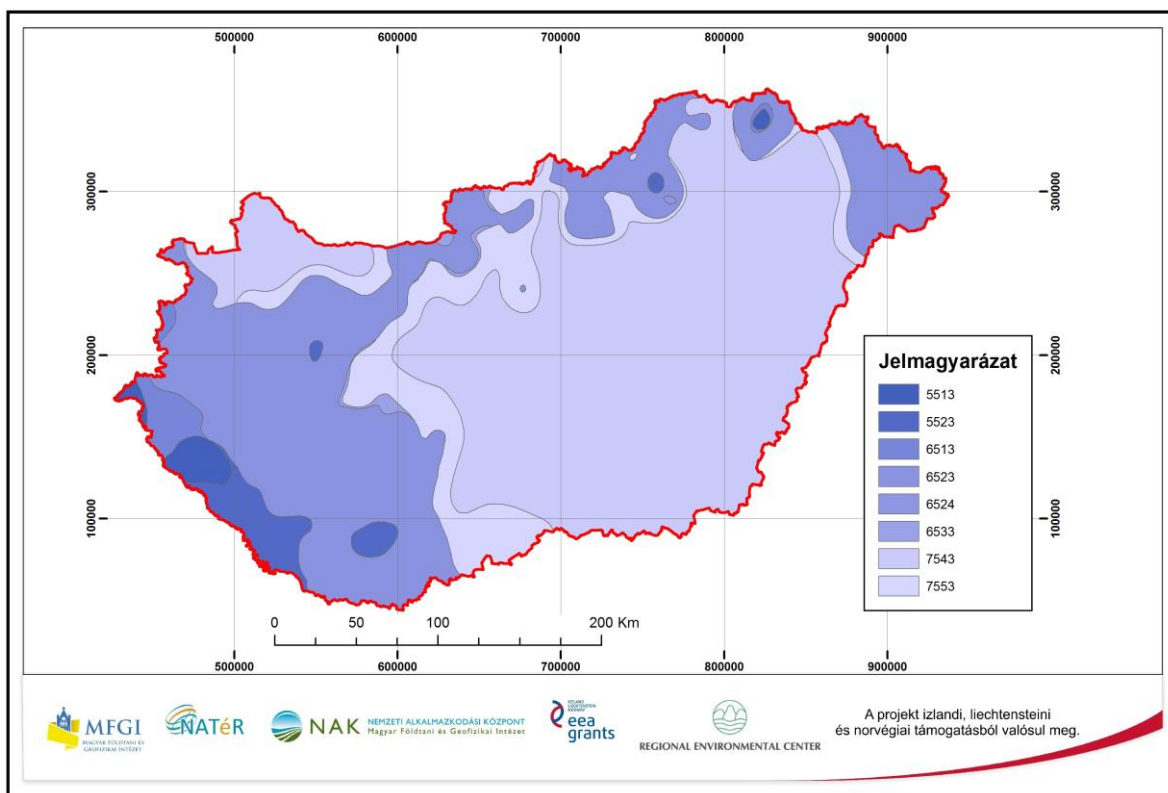 500000 600000 700000 800000 900000
300000 300000
200000 200000
100000 100000
Jelmagyarázat
5513
5523
6513
6523
6524
6533
7543
7553
0 50 100 200 Km
500000 600000 700000 800000 900000
MFGI
MAGYAR FÖLDTANI ÉS
GEOFIZIKAI INTÉZET
NATéR
NAK
NEMZETI ALKALMAZKODÁSI KÖZPONT
Magyar Földtani és Geofizikai Intézet
ICELAND
LIECHTENSTEIN
NORWAY
eea
grants
REGIONAL ENVIRONMENTAL CENTER
A projekt izlandi, liechtensteini
és norvégiai támogatásból valósul meg.